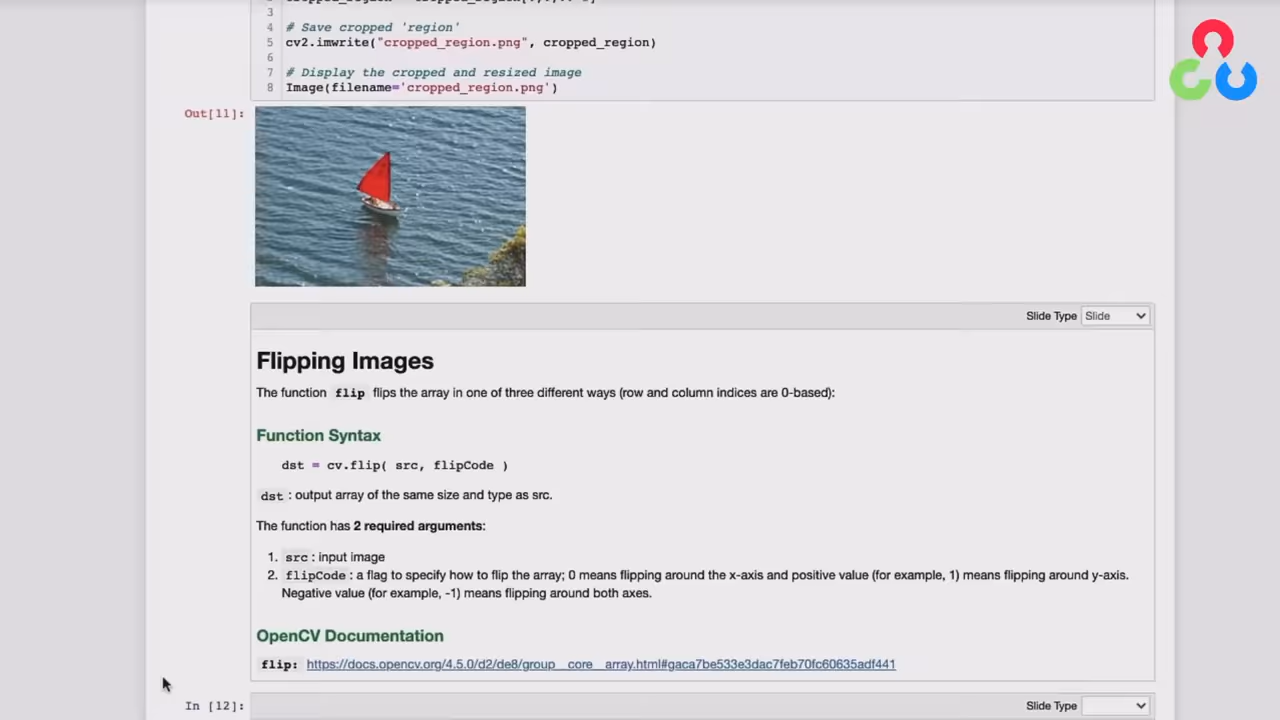 3
4 # Save cropped 'region'
5 cv2.imwrite("cropped_region.png", cropped_region)
6
7 # Display the cropped and resized image
8 Image(filename='cropped_region.png')
Out[11]:
Slide Type Slide
Flipping Images
The function flip flips the array in one of three different ways (row and column indices are 0-based):
Function Syntax
dst = cv.flip( src, flipCode )
dst : output array of the same size and type as src.
The function has 2 required arguments:
1. src : input image
2. flipCode : a flag to specify how to flip the array; 0 means flipping around the x-axis and positive value (for example, 1) means flipping around y-axis.
Negative value (for example, -1) means flipping around both axes.
OpenCV Documentation
flip: https://docs.opencv.org/4.5.0/d2/de8/group__core__array.html#gaca7be533e3dac7feb70fc60635adf441
In [12]:
Slide Type